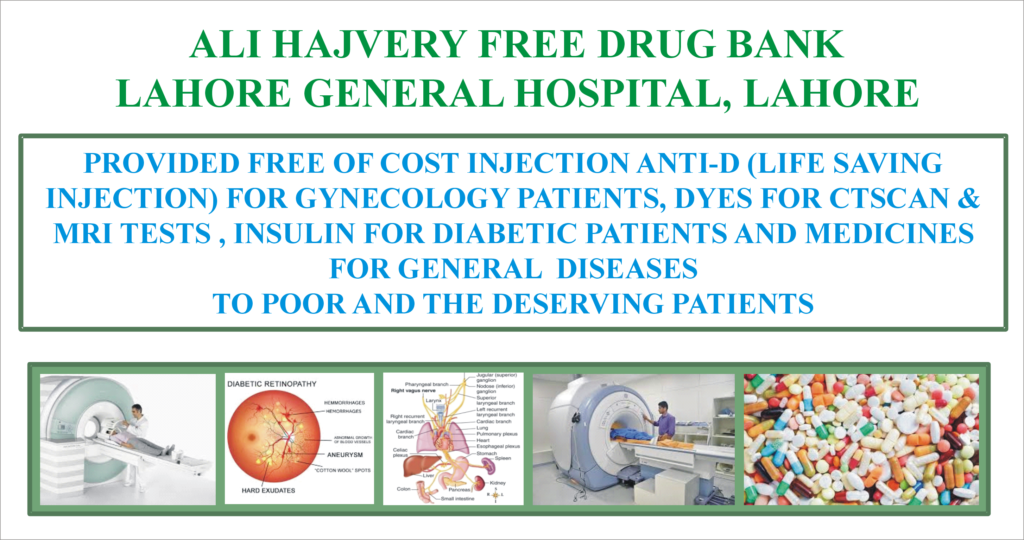 ALI HAJVERY FREE DRUG BANK
LAHORE GENERAL HOSPITAL, LAHORE
PROVIDED FREE OF COST INJECTION ANTI-D (LIFE SAVING
INJECTION) FOR GYNECOLOGY PATIENTS, DYES FOR CTSCAN &
MRI TESTS , INSULIN FOR DIABETIC PATIENTS AND MEDICINES
FOR GENERAL DISEASES
TO POOR AND THE DESERVING PATIENTS
DIABETIC RETINOPATHY
HEMMORRHAGES
HEHORRHAGES
ABNORMAL GROWTH
OF BLOOD VESSELS
ANEURYSM
"COTTON WOOL" SPOTS
HARD EXUDATES
Jugular (superior)
ganglion
Pharyngeal branch
Nodose (inferior)
ganglion
Right vagus nerve
Superior
laryngeal branch
Larynx
Left recurrent
laryngeal branch
Right recurrent
laryngeal branch
Cardiac branch
Cardiac
branch
Lung
Pulmonary plexus
Heart
Esophageal plexus
Celiac
plexus
Stomach
Spleen
Liver
Kidney
Colon
Pancreas
Small intestine
R
L